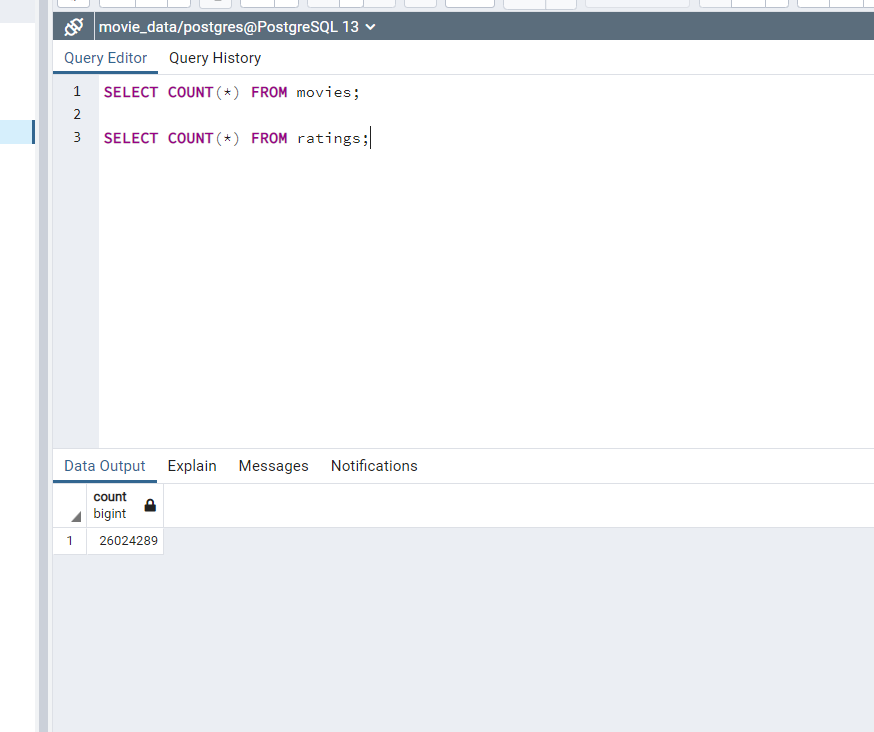 movie_data/postgres@PostgreSQL 13
Query Editor Query History
1 SELECT COUNT(*) FROM movies;
2
3 SELECT COUNT(*) FROM ratings;
Data Output Explain Messages Notifications
count
bigint
1 26024289